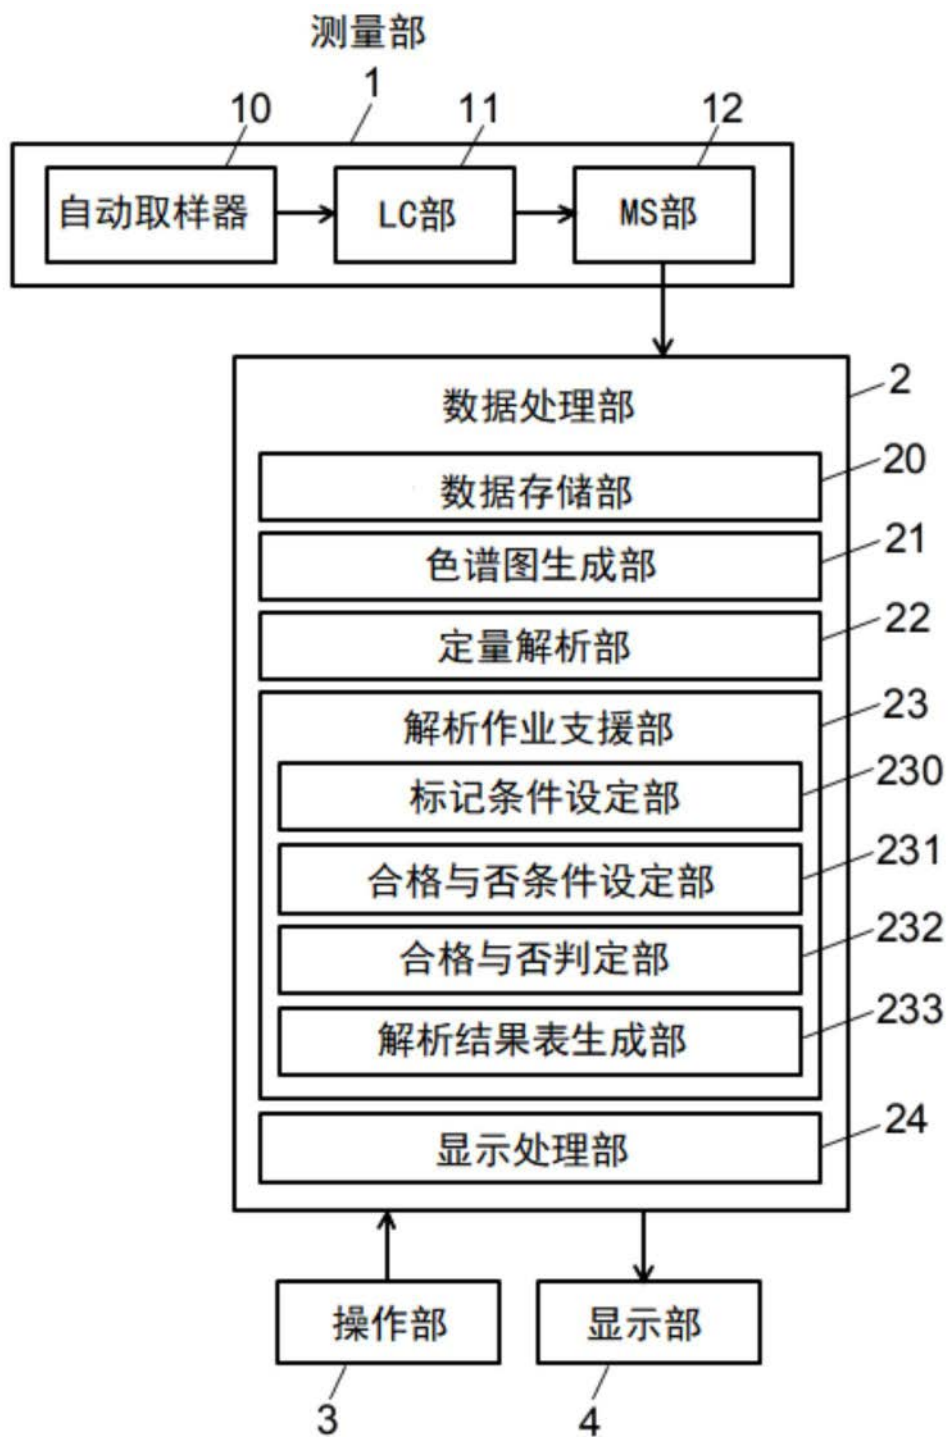 测量部
1
10
11
12
自动取样器
LC部
MS部
2
数据处理部
20
数据存储部
21
色谱图生成部
22
定量解析部
23
解析作业支援部
230
标记条件设定部
231
合格与否条件设定部
232
合格与否判定部
233
解析结果表生成部
24
显示处理部
操作部
显示部
3
4